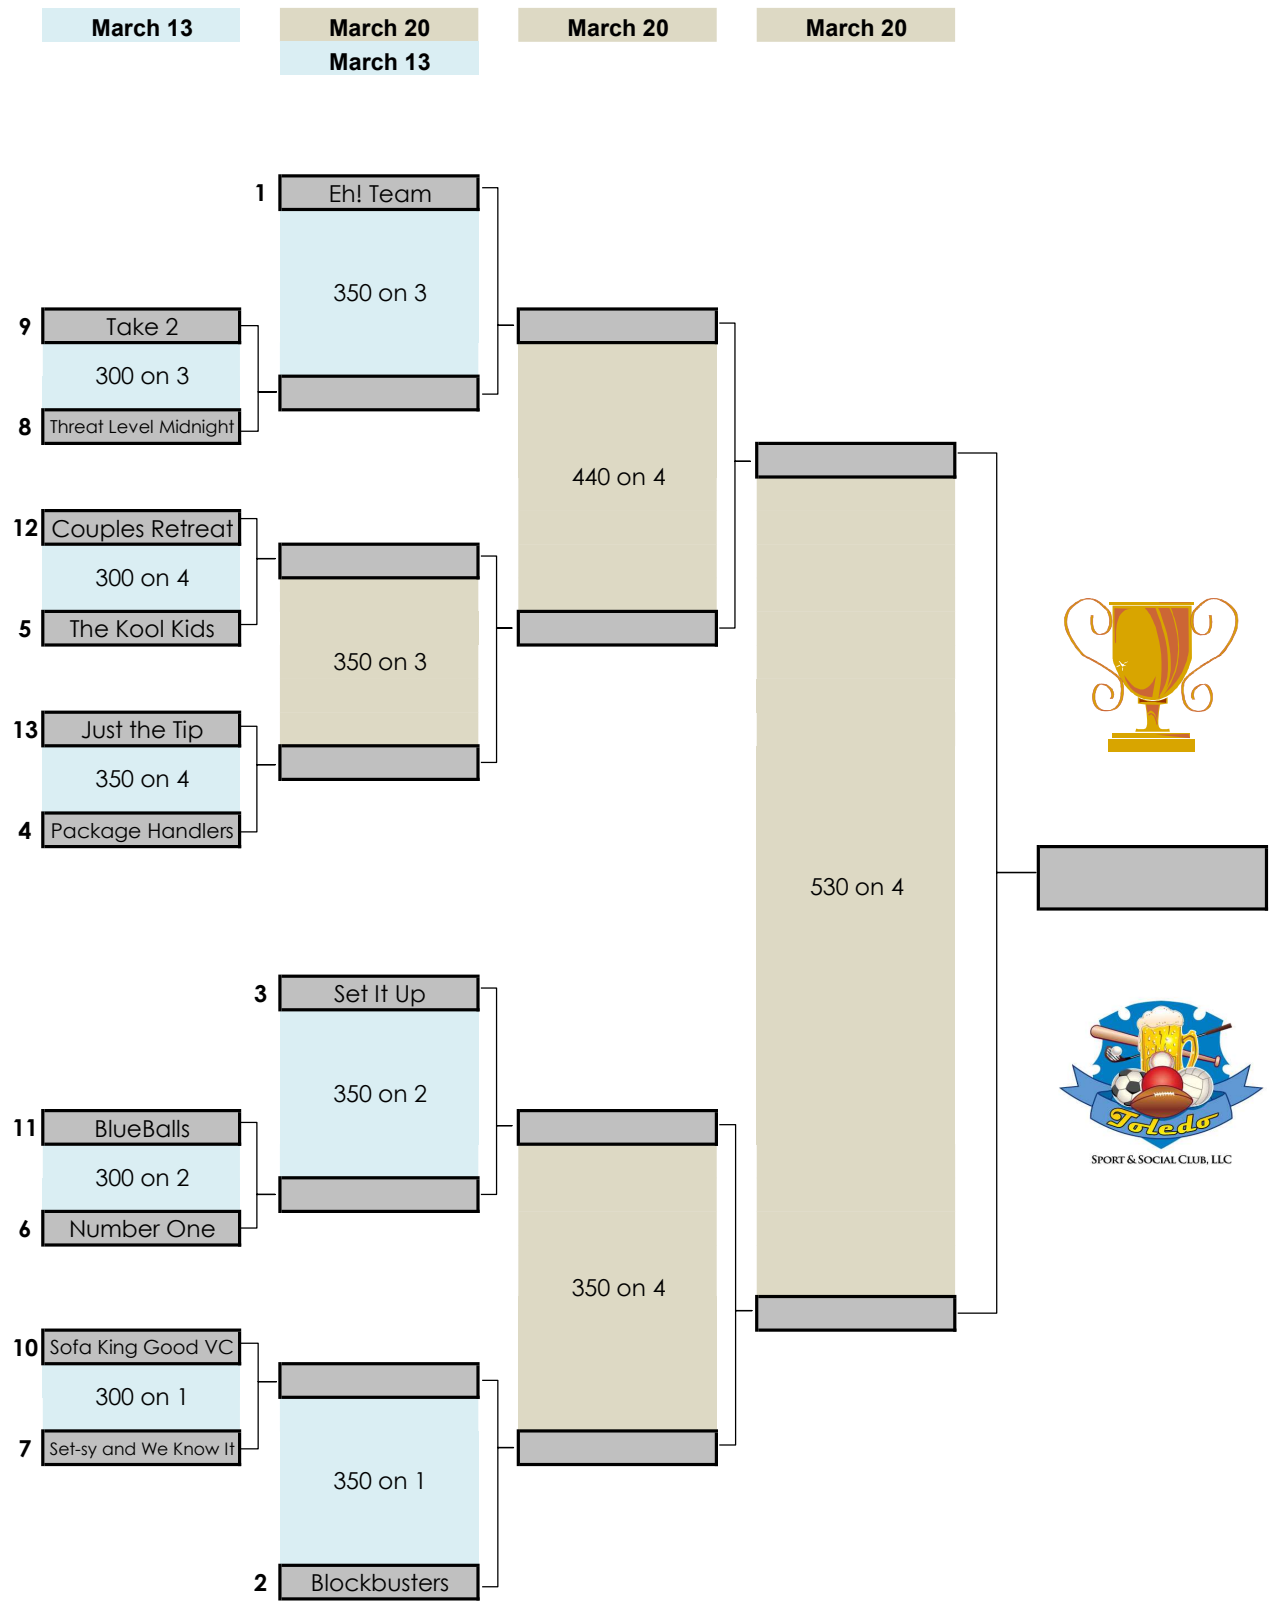 March 13
March 20
March 20
March 20
March 13
1 Eh! Team
350 on 3
9 Take 2
300 on 3
8 Threat Level Midnight
440 on 4
12 Couples Retreat
300 on 4
5 The Kool Kids
350 on 3
13 Just the Tip
350 on 4
4 Package Handlers
530 on 4
3 Set It Up
350 on 2
11 BlueBalls
300 on 2
6 Number One
Toledo
SPORT & SOCIAL CLUB, LLC
350 on 4
10 Sofa King Good VC
300 on 1
7 Set-sy and We Know It
350 on 1
2 Blockbusters